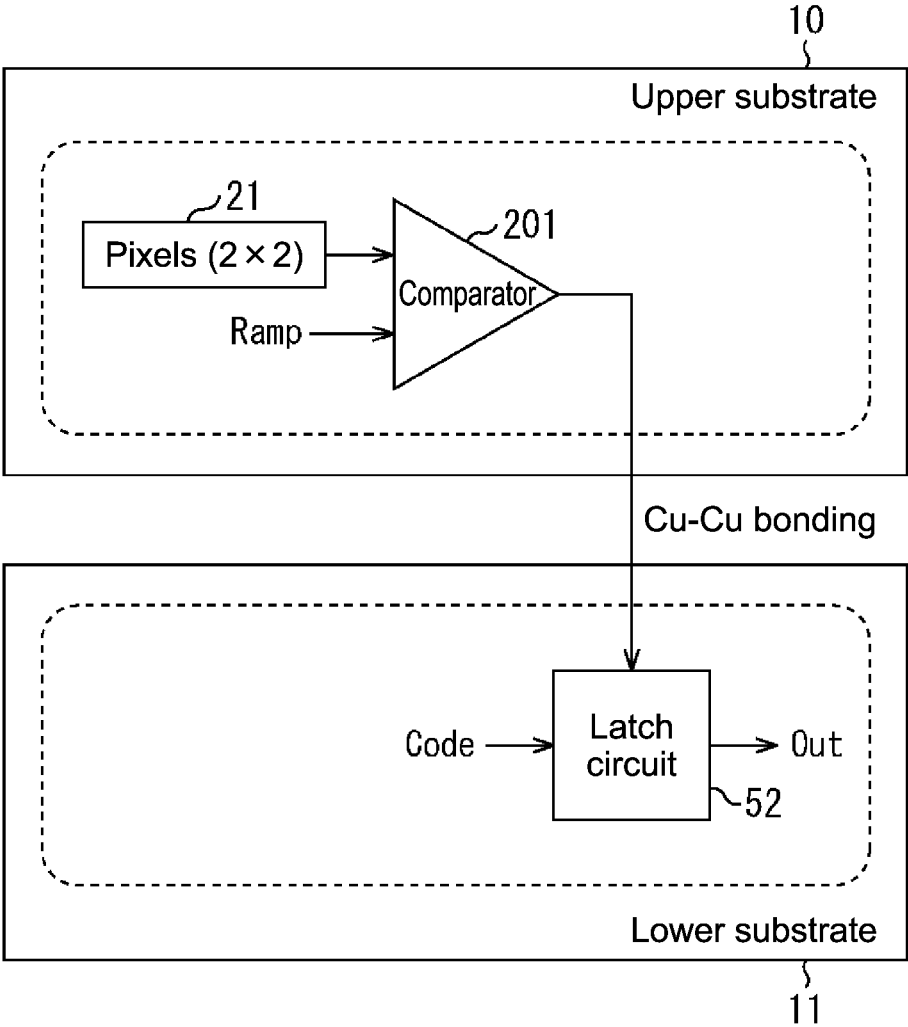 10
Upper substrate
21
201
Pixels (2×2)
Comparator
Ramp
Cu-Cu bonding
Code
Latch
circuit
Out
52
Lower substrate
11